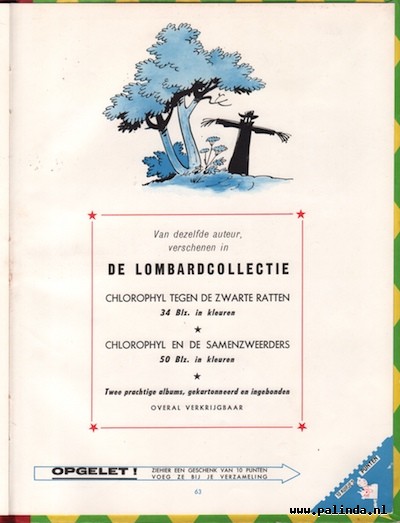 Van dezelfde auteur,
verschenen in
DE LOMBARDCOLLECTIE
CHLOROPHYL TEGEN DE ZWARTE RATTEN
34 Blz. in kleuren
★
CHLOROPHYL EN DE SAMENZWEERDERS
50 Blz. in kleuren
★
Twee prachtige albums, gekartonneerd en ingebonden
OVERAL VERKRIJGBAAR
OPGELET !
ZIEHIER EEN GESCHENK VAN 10 PUNTEN
VOEG ZE BIJ JE VERZAMELING
63
PUNTEN
www.palinda.nl